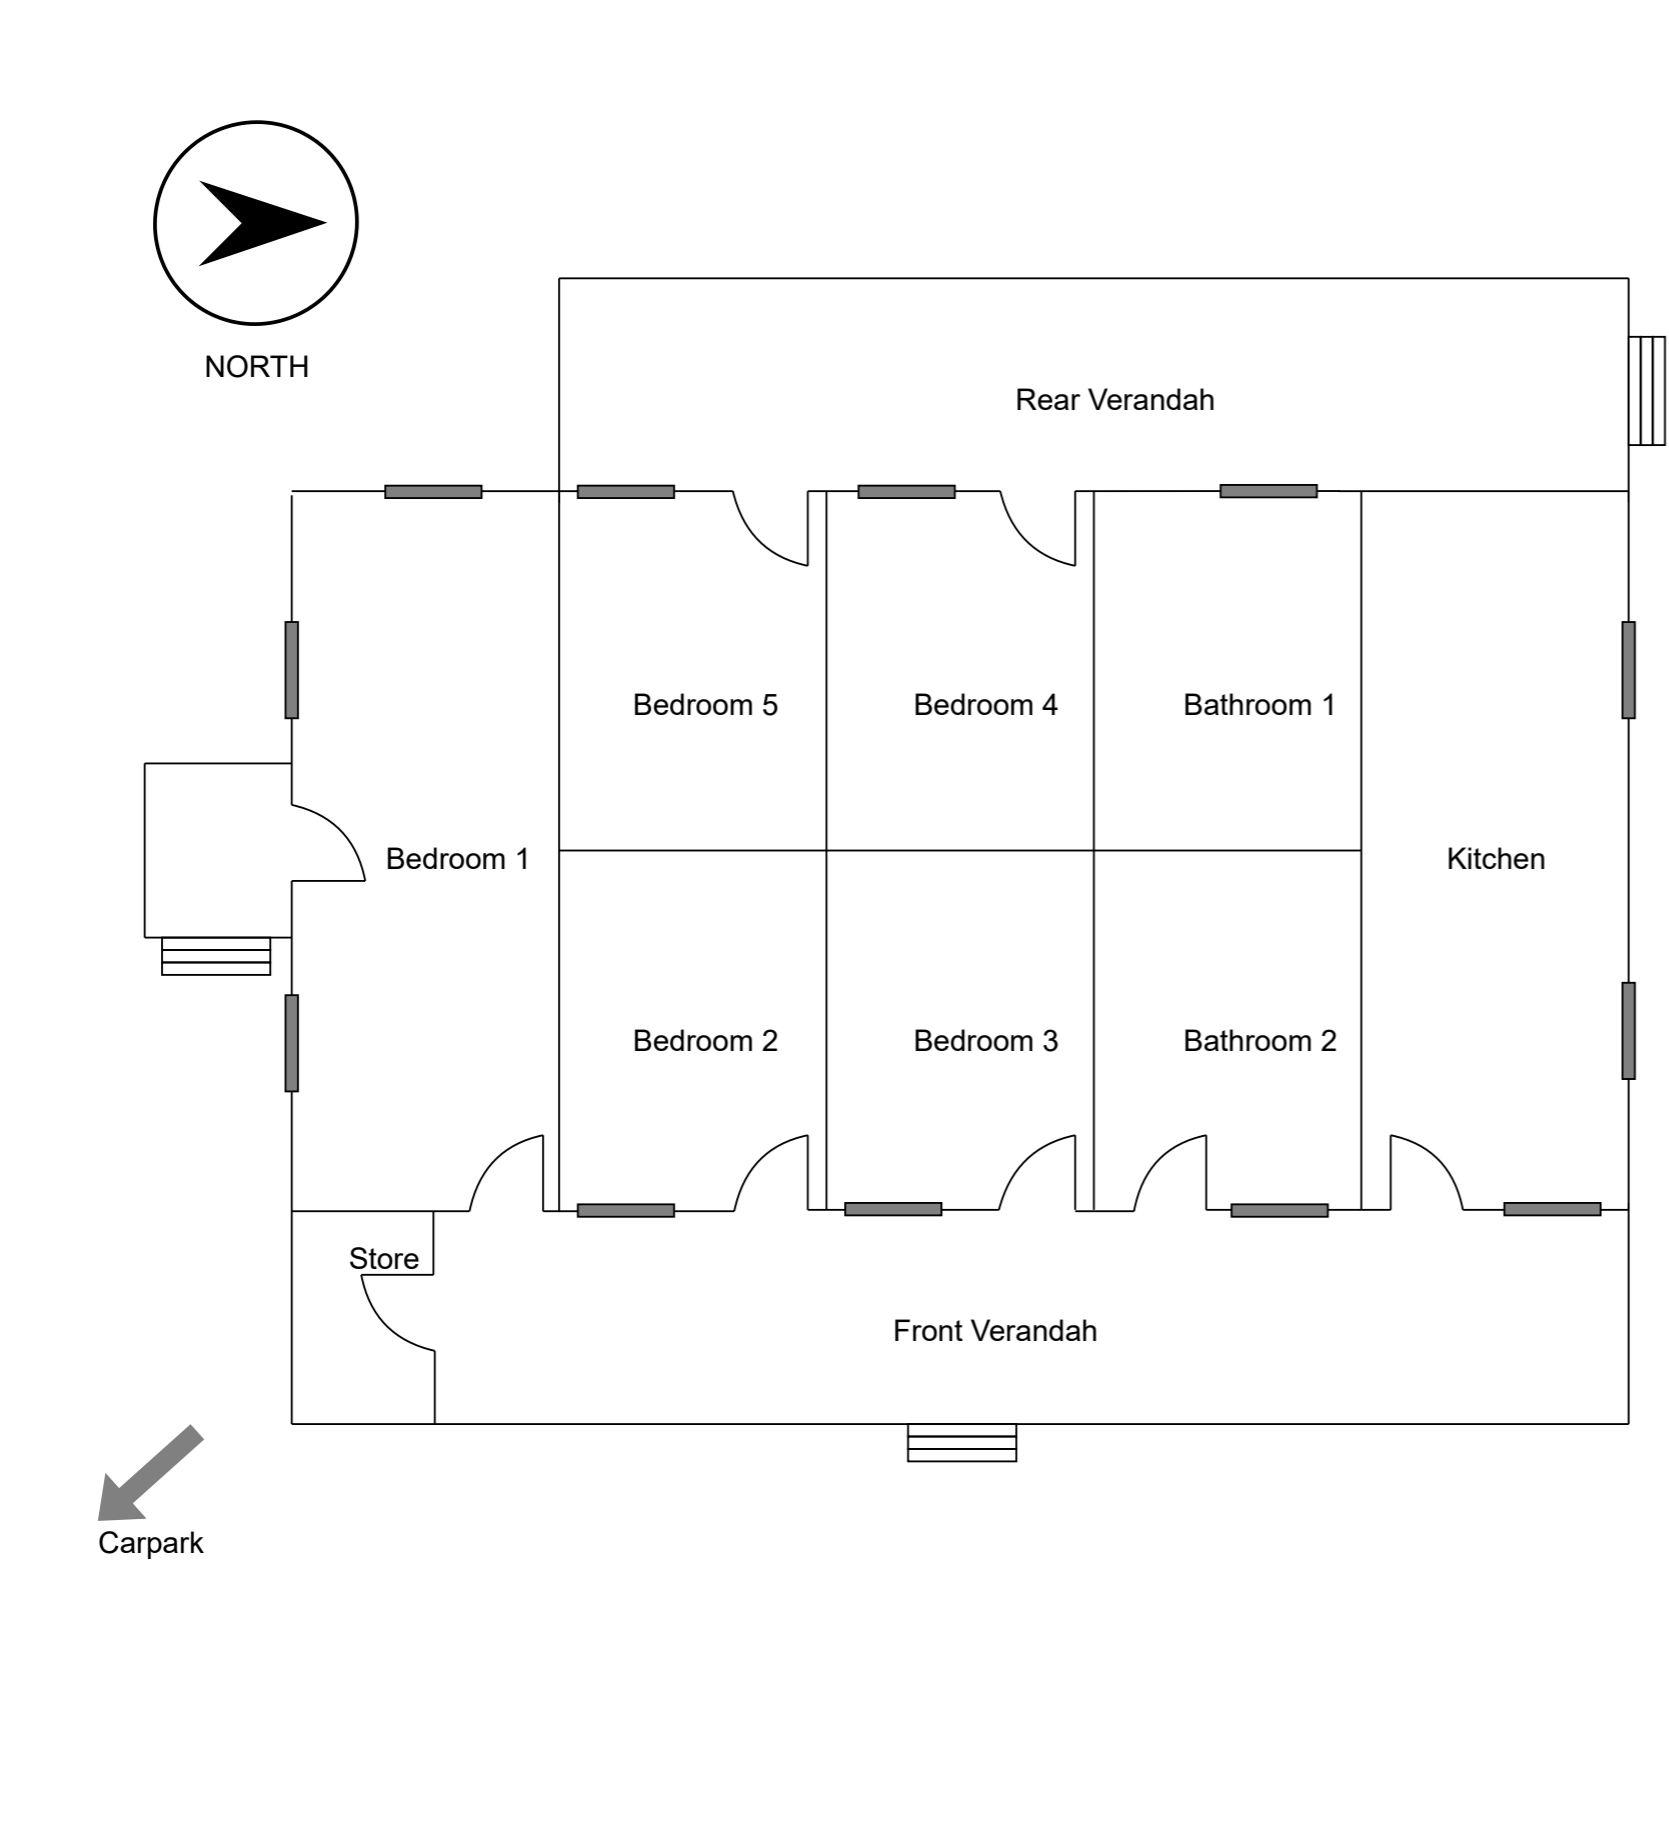 NORTH
Rear Verandah
Bedroom 5
Bedroom 4
Bathroom 1
Bedroom 1
Kitchen
Bedroom 2
Bedroom 3
Bathroom 2
Store
Front Verandah
Carpark